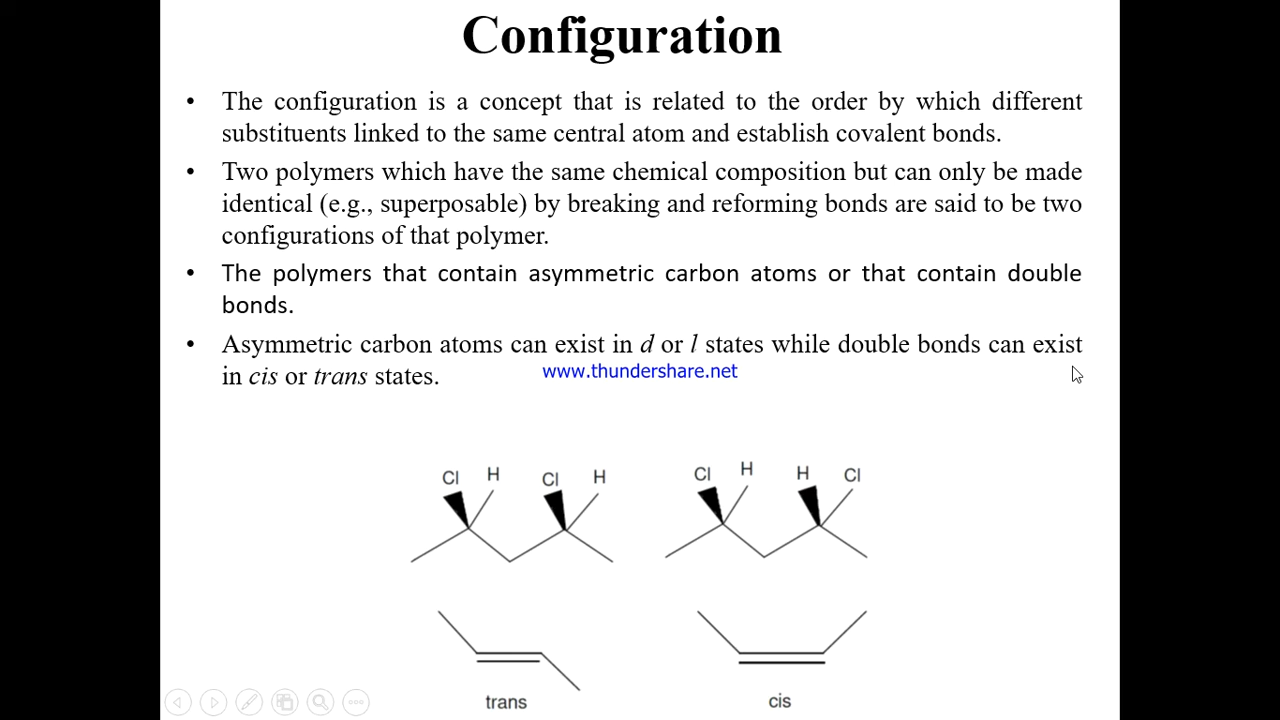 Configuration
• The configuration is a concept that is related to the order by which different
substituents linked to the same central atom and establish covalent bonds.
• Two polymers which have the same chemical composition but can only be made
identical (e.g., superposable) by breaking and reforming bonds are said to be two
configurations of that polymer.
• The polymers that contain asymmetric carbon atoms or that contain double
bonds.
• Asymmetric carbon atoms can exist in d or l states while double bonds can exist
in cis or trans states.
www.thundershare.net
Cl H Cl H
Cl H H Cl
trans
cis